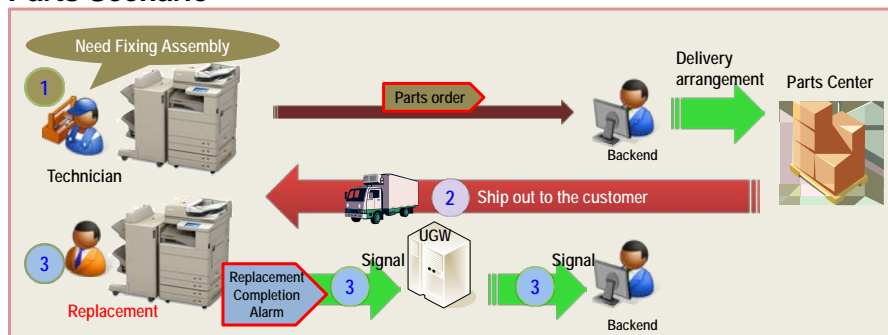 Parts Scenario
Need Fixing Assembly
1
Technician
Parts order
Backend
Delivery
arrangement
Parts Center
2
Ship out to the customer
3
Replacement
Replacement
Completion
Alarm
3
Signal
UGW
3
Signal
Backend